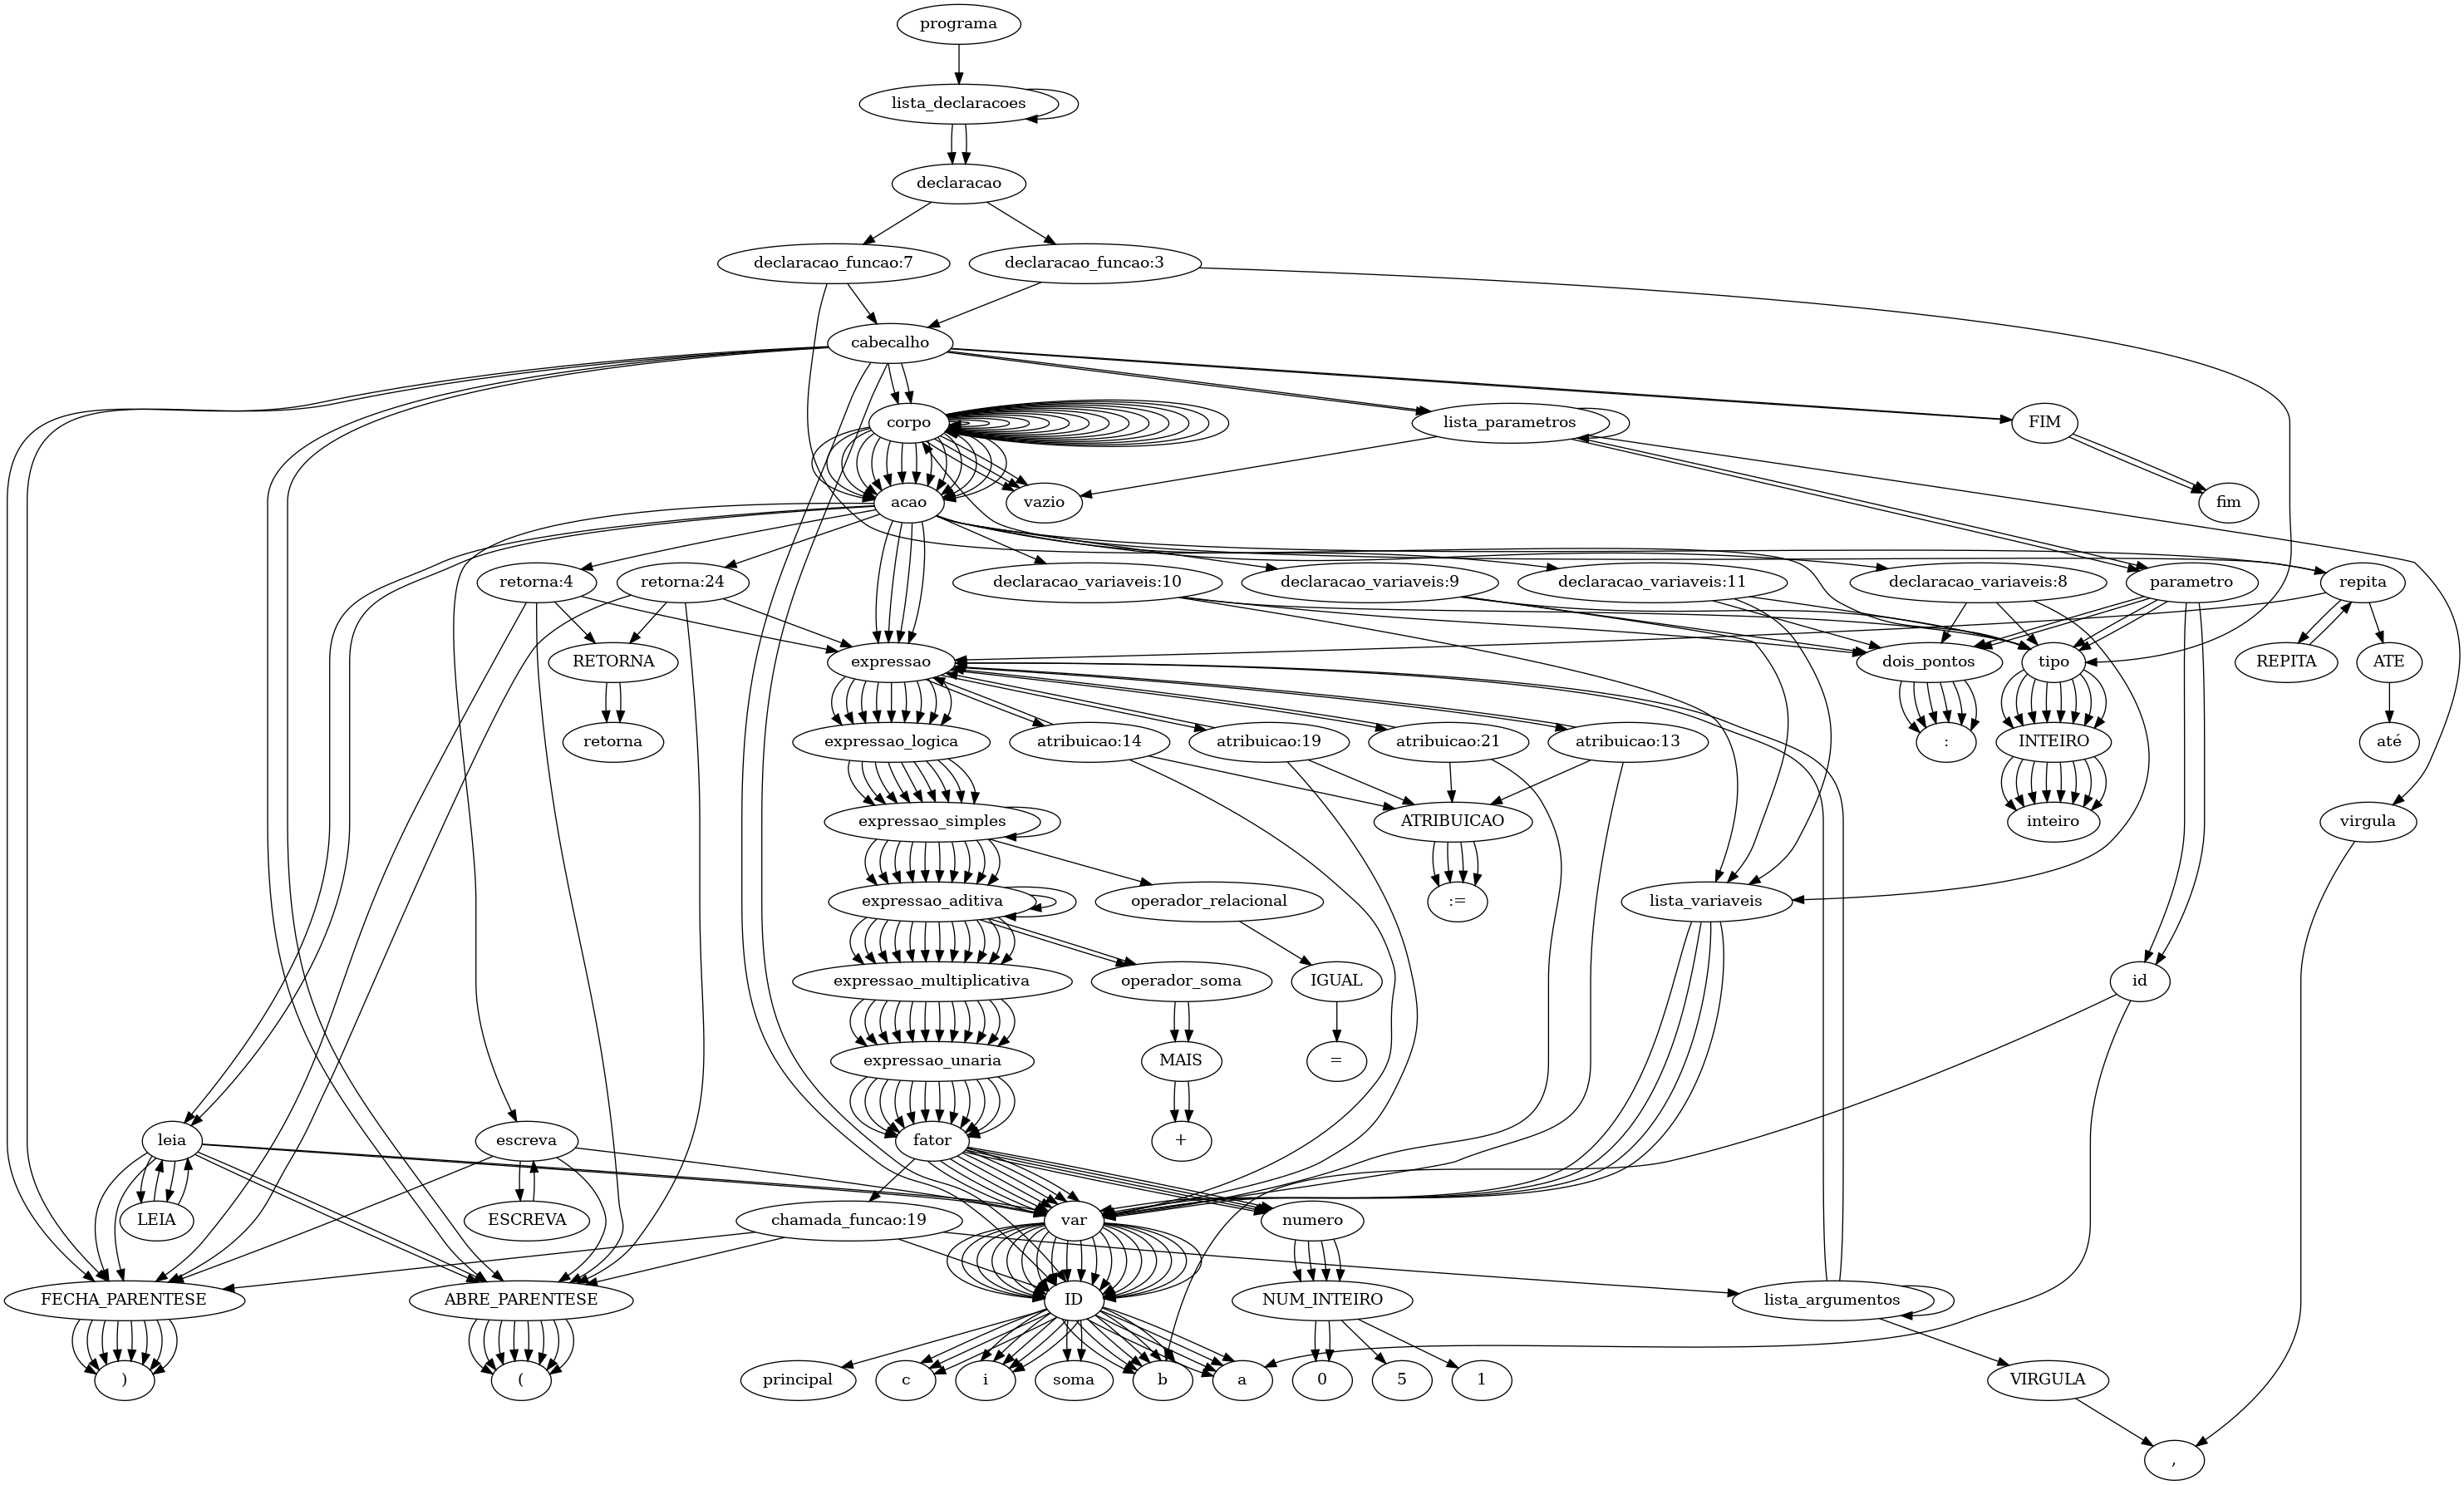 programa
lista_declaracoes
declaracao
declaracao_funcao:7
declaracao_funcao:3
cabecalho
corpo
lista_parametros
FIM
acao
vazio
fim
retorna:4
retorna:24
declaracao_variaveis:10
declaracao_variaveis:9
declaracao_variaveis:11
declaracao_variaveis:8
parametro
repita
RETORNA
expressao
dois_pontos
tipo
REPITA
ATE
retorna
expressao_logica
atribuicao:14
atribuicao:19
atribuicao:21
atribuicao:13
:
INTEIRO
até
expressao_simples
ATRIBUICAO
inteiro
virgula
expressao_aditiva
operador_relacional
:=
lista_variaveis
expressao_multiplicativa
operador_soma
IGUAL
id
expressao_unaria
MAIS
=
leia
escreva
fator
+
LEIA
ESCREVA
chamada_funcao:19
var
numero
FECHA_PARENTESE
ABRE_PARENTESE
ID
NUM_INTEIRO
lista_argumentos
)
(
principal
c
i
soma
b
a
0
5
1
VIRGULA
,